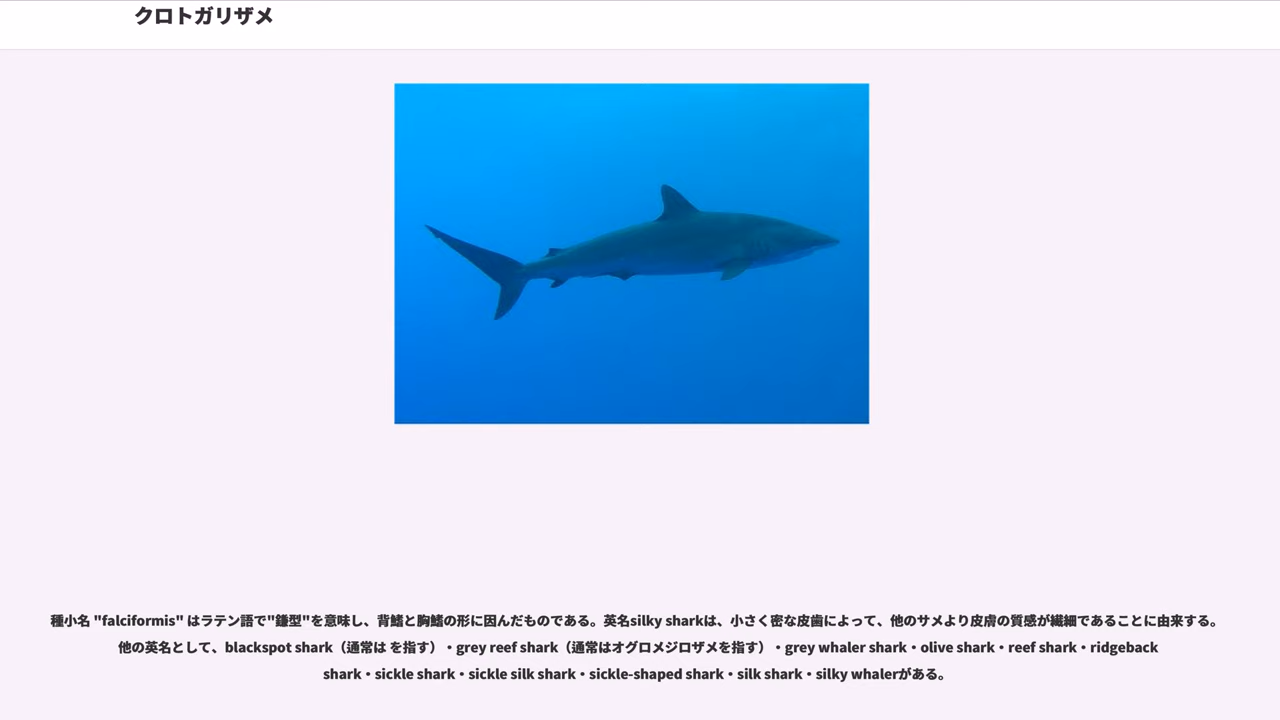 クロトガリザメ
種小名 "falciformis" はラテン語で"鎌型"を意味し、背鰭と胸鰭の形に因んだものである。英名silky sharkは、小さく密な皮歯によって、他のサメより皮膚の質感が繊細であることに由来する。
他の英名として、blackspot shark（通常は を指す）・grey reef shark（通常はオグロメジロザメを指す）・grey whaler shark・olive shark・reef shark・ridgeback
shark・sickle shark・sickle silk shark・sickle-shaped shark・silk shark・silky whalerがある。